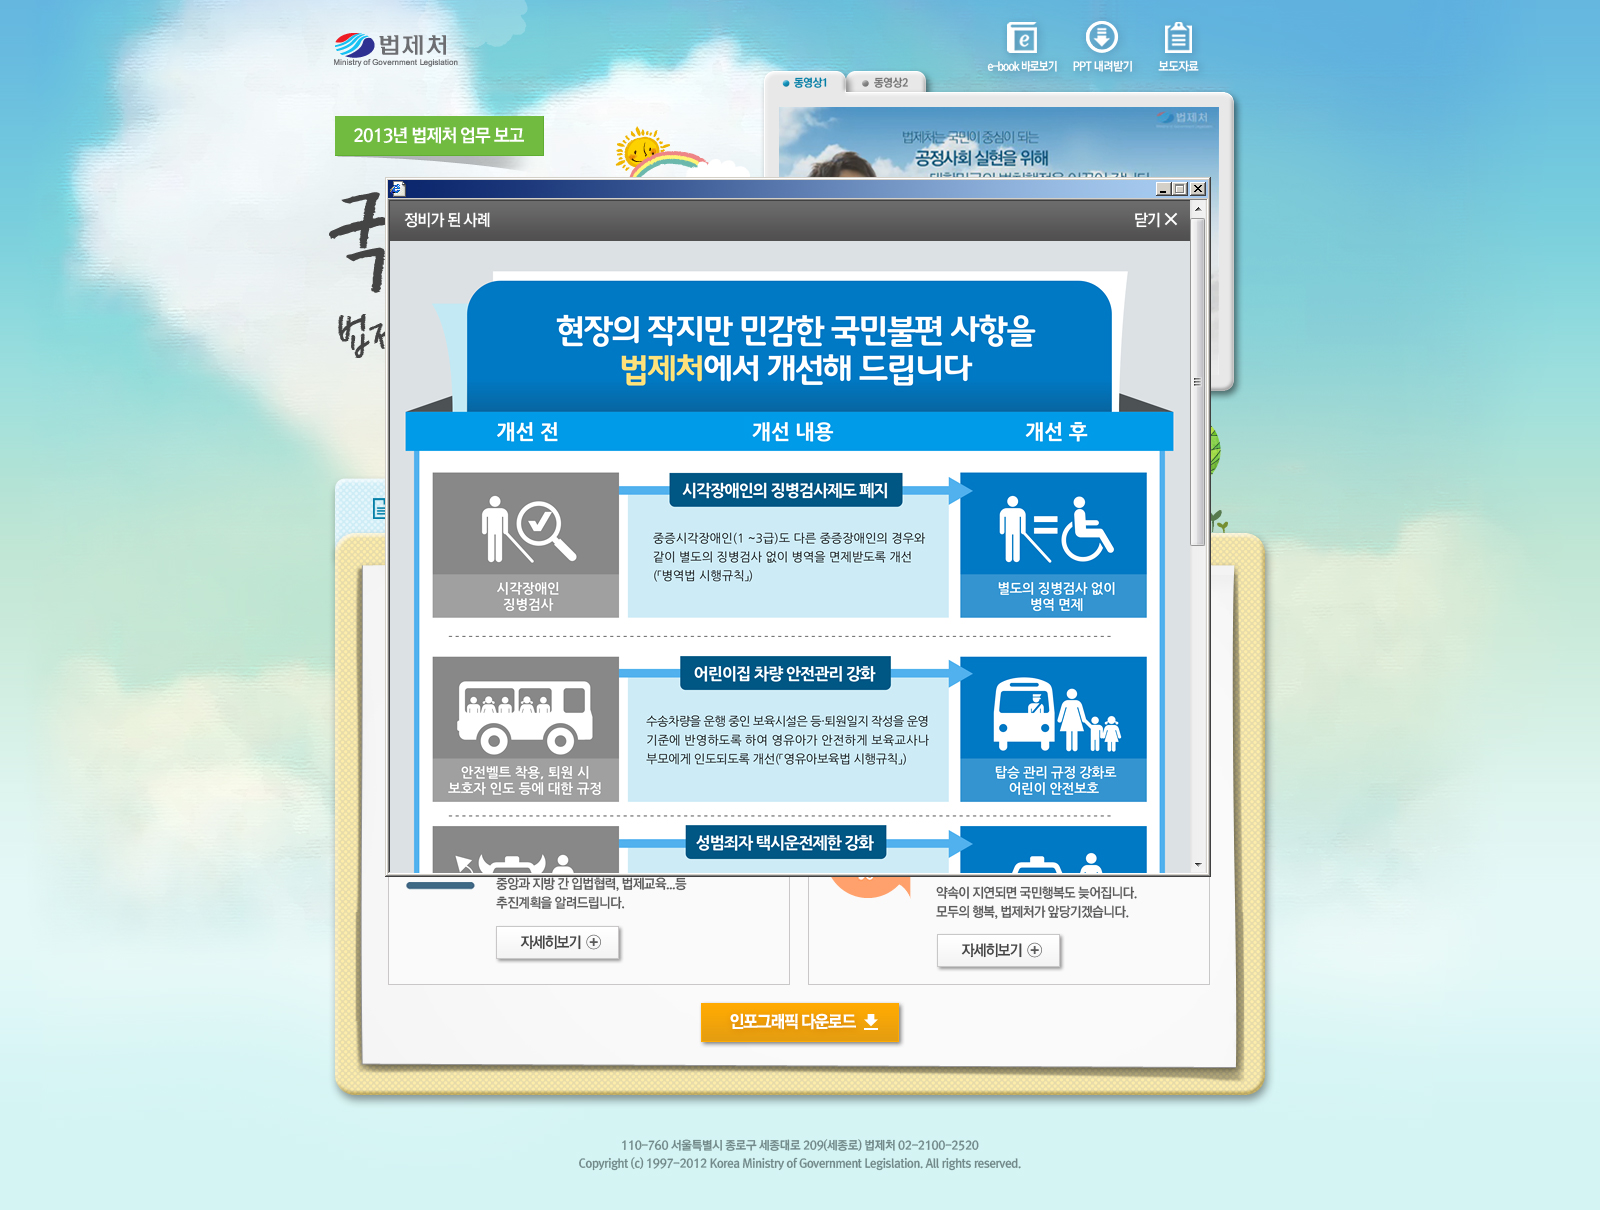 법제처
Ministry of Government Legislation
e-book 바로보기
PPT 내려받기
보도자료
동영상1
동영상2
2013년 법제처 업무 보고
법제처
법제처는 국민이 중심이 되는
공정사회 실현을 위해
국
법제
정비가 된 사례
닫기
현장의 작지만 민감한 국민불편 사항을
법제처에서 개선해 드립니다
개선 전
개선 내용
개선 후
시각장애인의 징병검사제도 폐지
중증시각장애인(1 ~3급)도 다른 중증장애인의 경우와
같이 별도의 징병검사 없이 병역을 면제받도록 개선
(「병역법 시행규칙」)
시각장애인
징병검사
별도의 징병검사 없이
병역 면제
어린이집 차량 안전관리 강화
수송차량을 운행 중인 보육시설은 등·퇴원일지 작성을 운영
기준에 반영하도록 하여 영유아가 안전하게 보육교사나
부모에게 인도되도록 개선(「영유아보육법 시행규칙」)
안전벨트 착용, 퇴원 시
보호자 인도 등에 대한 규정
탑승 관리 규정 강화로
어린이 안전보호
성범죄자 택시운전제한 강화
중앙과 지방 간 입법협력, 법제교육...등
추진계획을 알려드립니다.
자세히보기
약속이 지연되면 국민행복도 늦어집니다.
모두의 행복, 법제처가 앞당기겠습니다.
자세히보기
인포그래픽 다운로드
110-760 서울특별시 종로구 세종대로 209(세종로) 법제처 02-2100-2520
Copyright (c) 1997-2012 Korea Ministry of Government Legislation. All rights reserved.